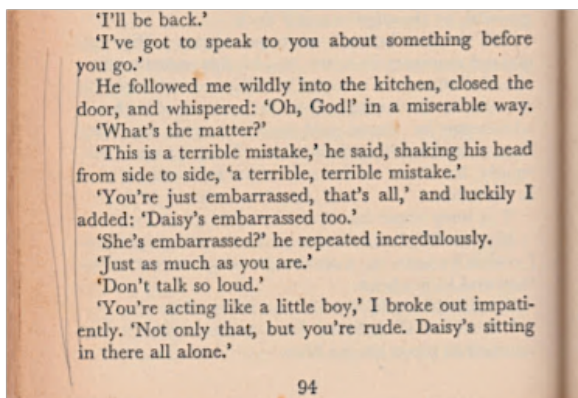 ‘I’ll be back.’
‘I’ve got to speak to you about something before
you go.’
He followed me wildly into the kitchen, closed the
door, and whispered: ‘Oh, God!’ in a miserable way.
‘What’s the matter?’
‘This is a terrible mistake,’ he said, shaking his head
from side to side, ‘a terrible, terrible mistake.’
‘You’re just embarrassed, that’s all,’ and luckily I
added: ‘Daisy’s embarrassed too.’
‘She’s embarrassed?’ he repeated incredulously.
‘Just as much as you are.’
‘Don’t talk so loud.’
‘You’re acting like a little boy,’ I broke out impati-
ently. ‘Not only that, but you’re rude. Daisy’s sitting
in there all alone.’
94